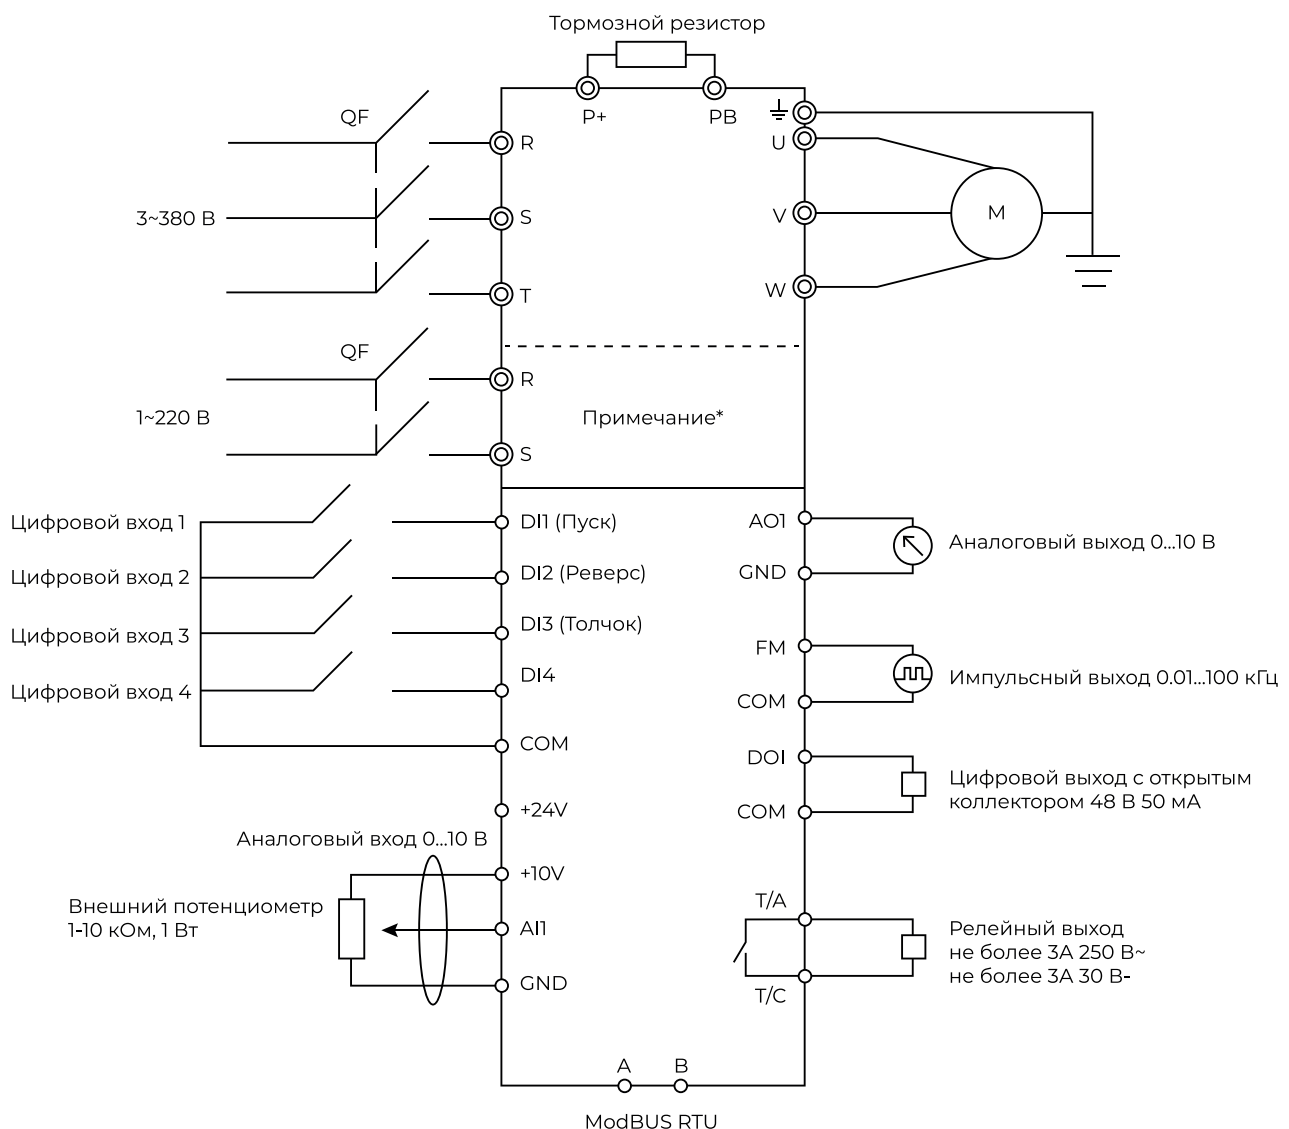 Тормозной резистор
P+
PB
QF
R
U
3~380 В
S
V
M
T
W
QF
R
1~220 В
Примечание*
S
Цифровой вход 1
DI1 (Пуск)
AO1
Аналоговый выход 0...10 В
Цифровой вход 2
DI2 (Реверс)
GND
Цифровой вход 3
DI3 (Толчок)
FM
Цифровой вход 4
DI4
Импульсный выход 0.01...100 кГц
COM
COM
DOI
Цифровой выход с открытым
коллектором 48 В 50 мА
+24V
COM
Аналоговый вход 0...10 В
+10V
Внешний потенциометр
1-10 кОм, 1 Вт
T/A
AI1
Релейный выход
не более 3А 250 В~
не более 3А 30 В-
GND
T/C
A
B
ModBUS RTU